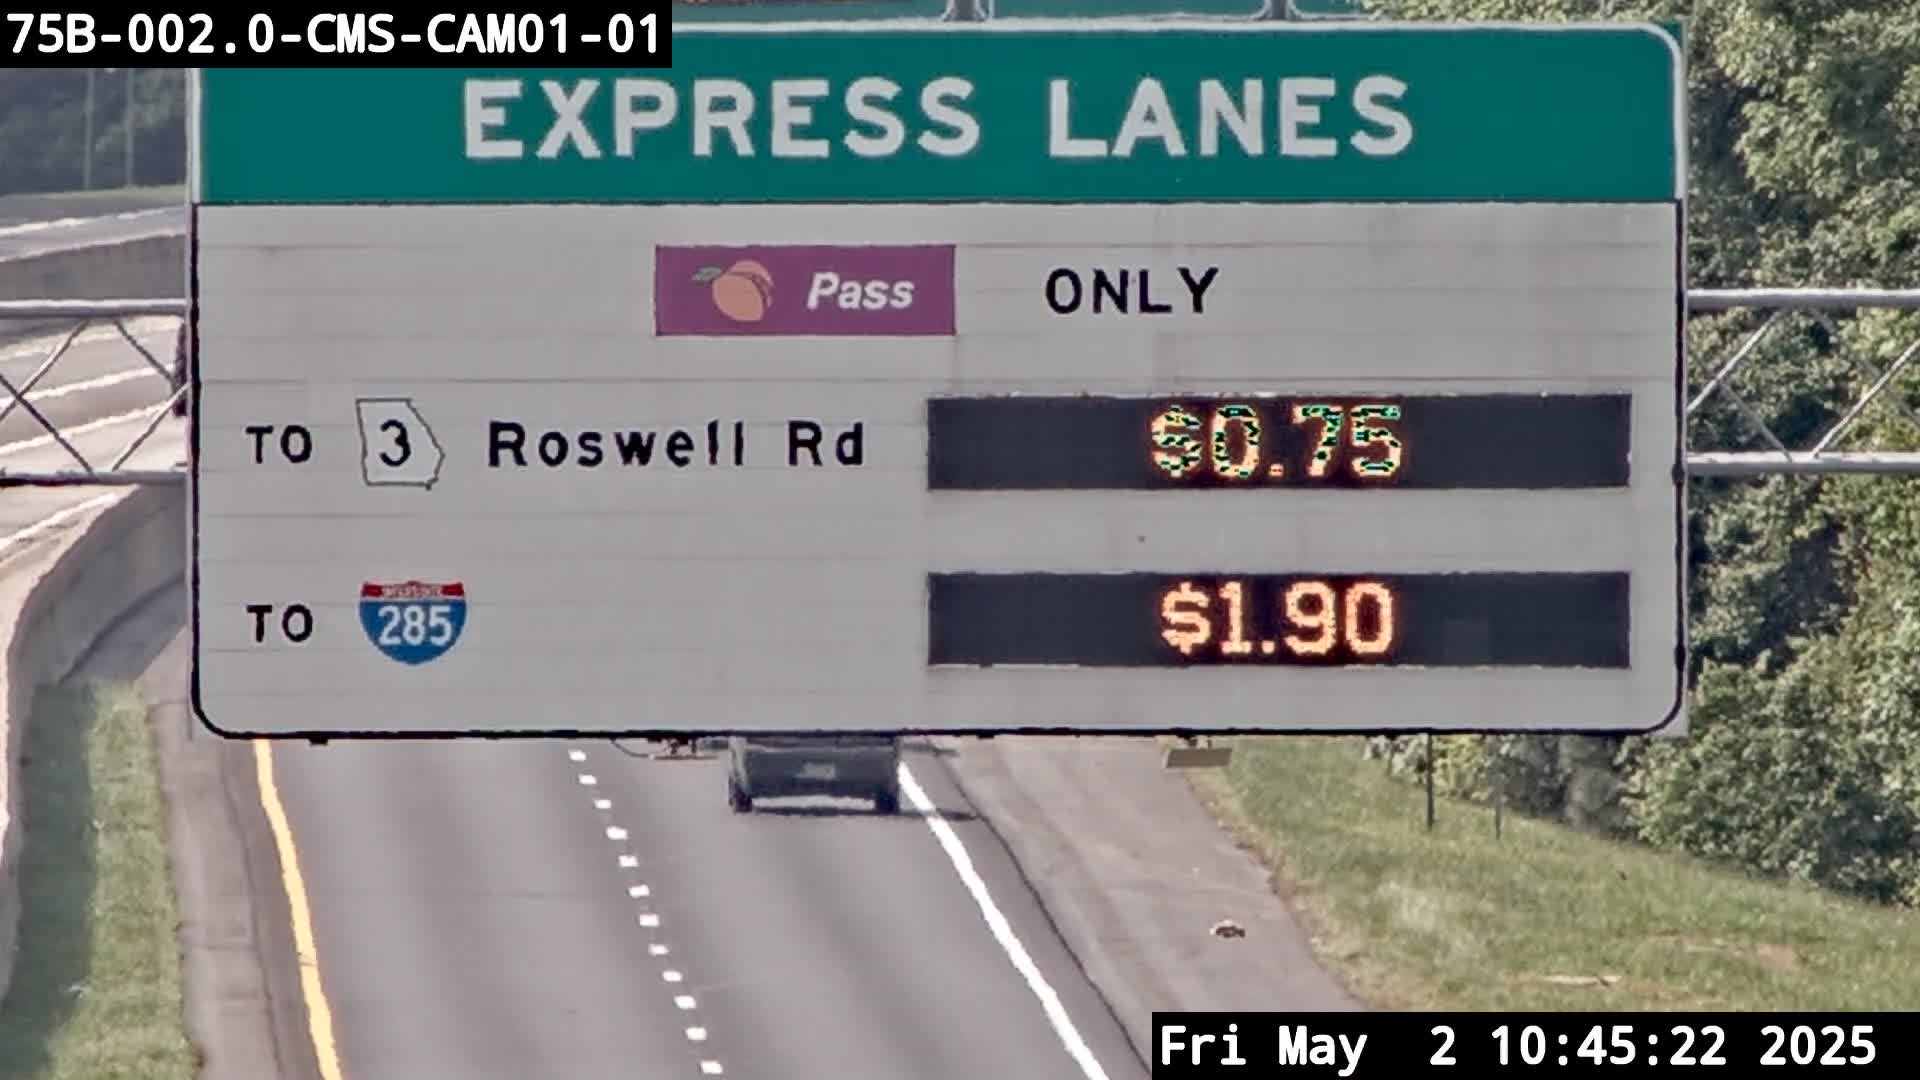 75B-002.0-CMS-CAM01-01
EXPRESS LANES
Pass ONLY
TO 3 Roswell Rd $0.75
INTERSTATE
TO 285 $1.90
Fri May 2 10:45:22 2025